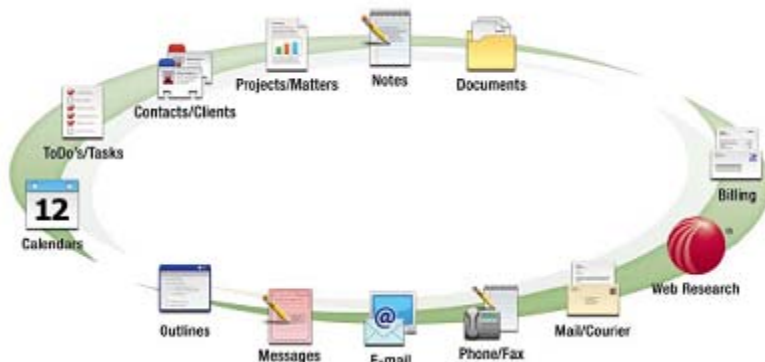 Projects/Matters
Notes
Documents
Contacts/Clients
ToDo's/Tasks
Billing
12
Calendars
Web Research
Outlines
Mail/Courier
Messages
E-mail
@
Phone/Fax